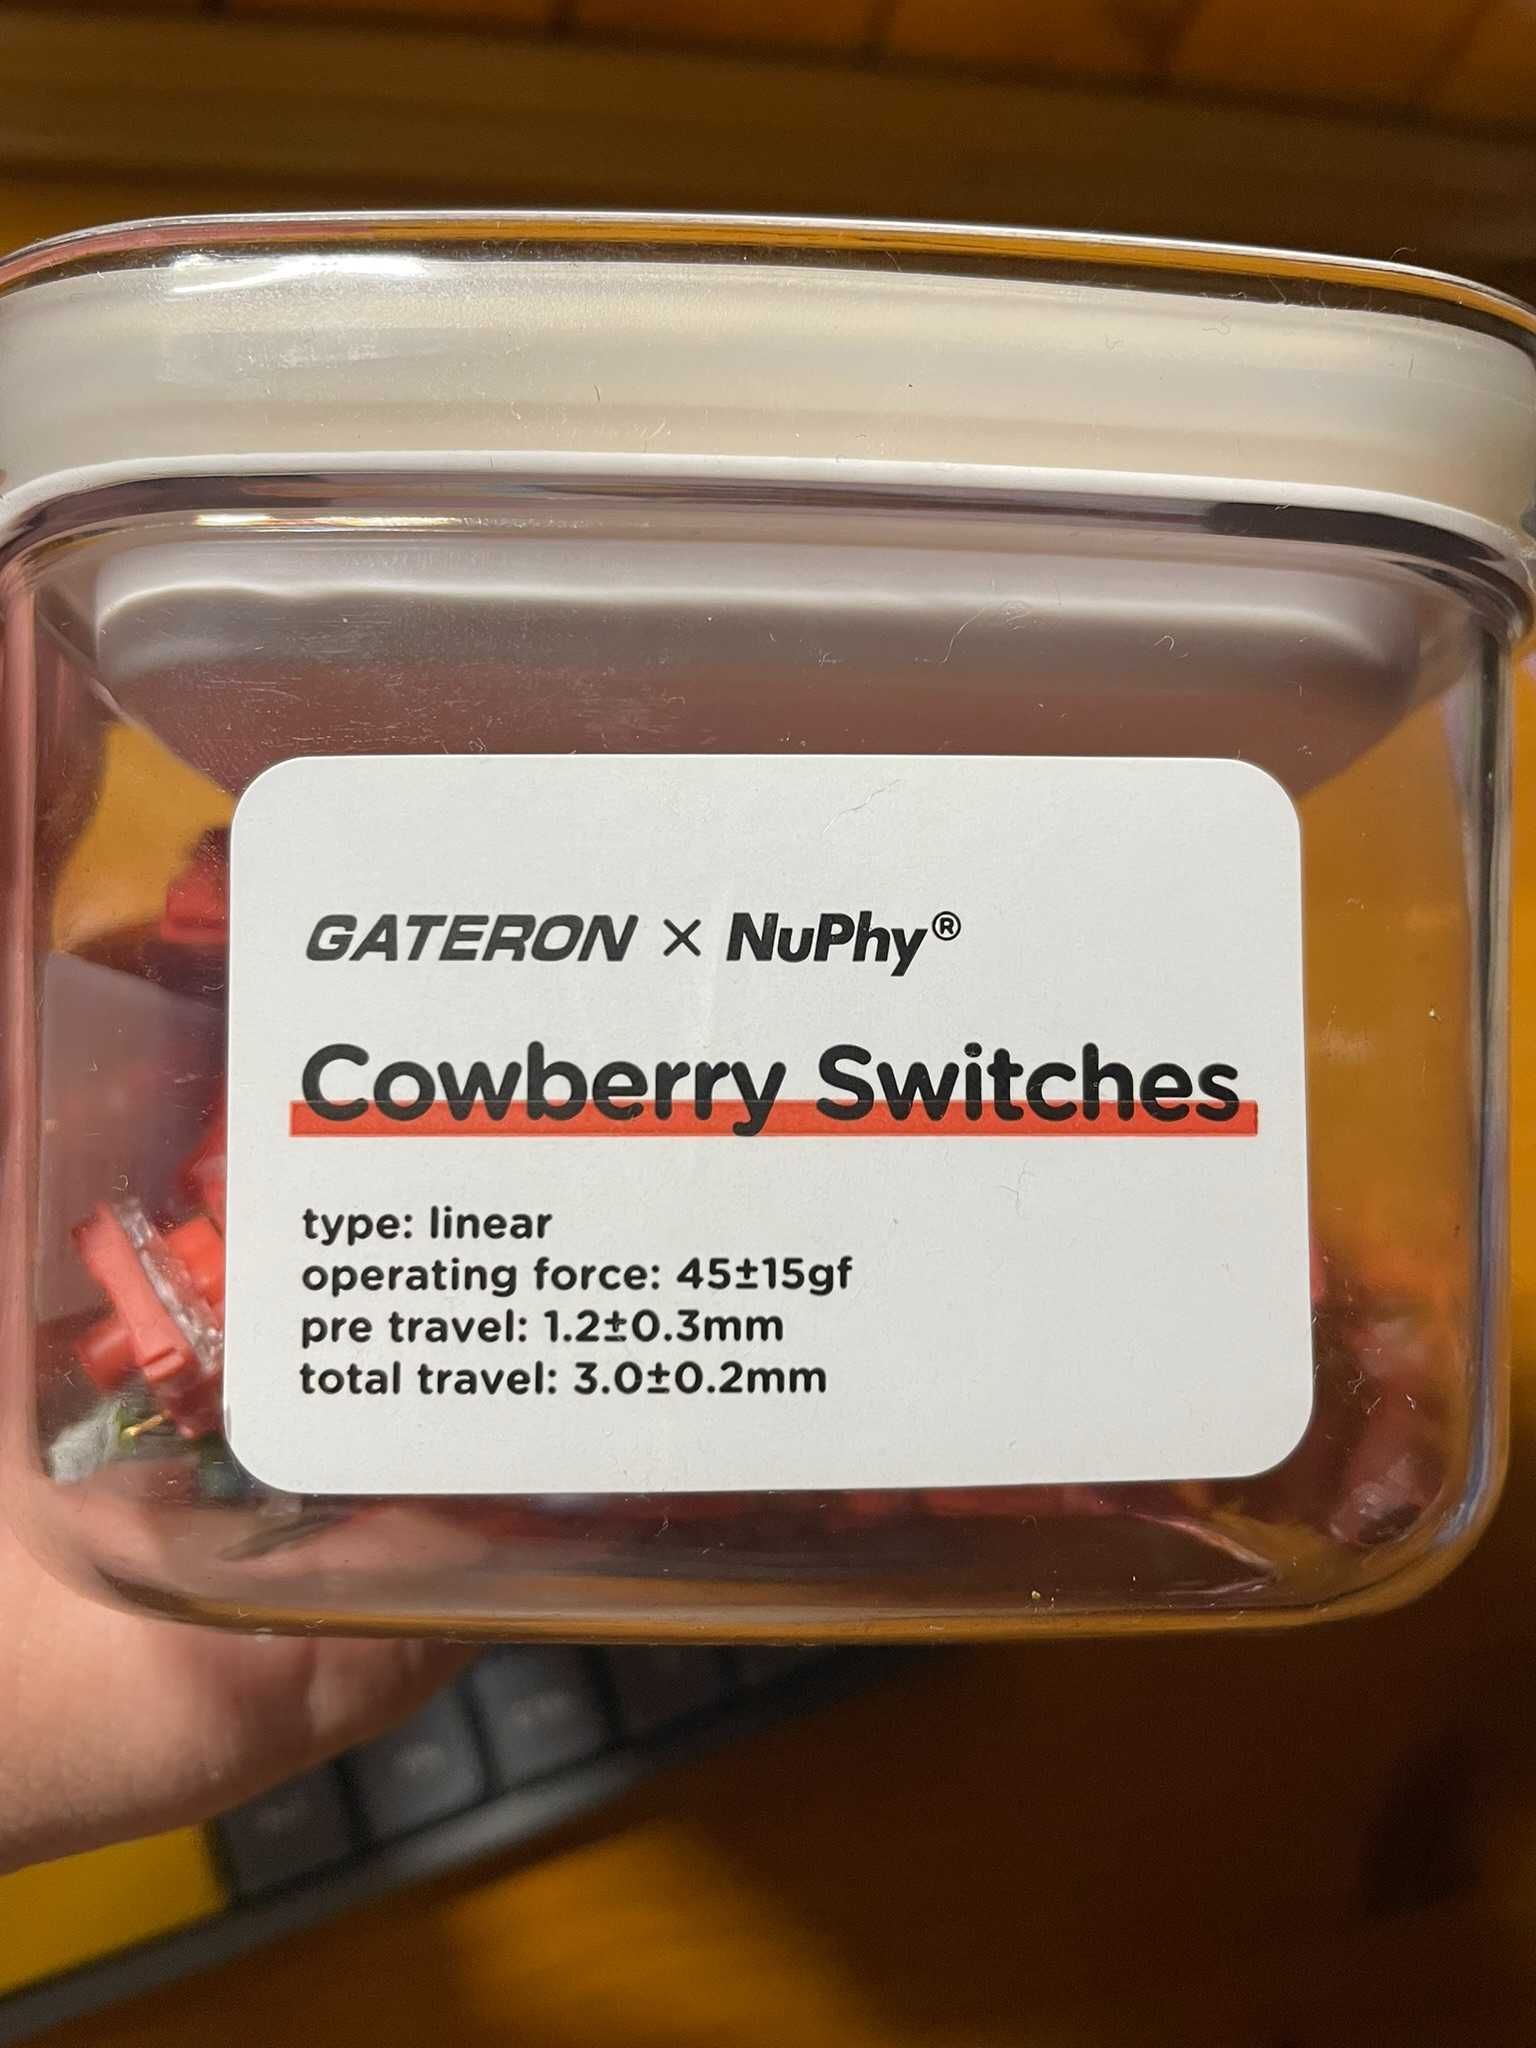 GATERON × NuPhy®
Cowberry Switches
type: linear
operating force: 45±15gf
pre travel: 1.2±0.3mm
total travel: 3.0±0.2mm